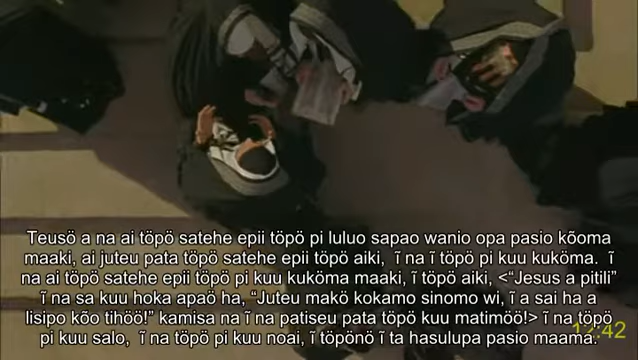 Teusö a na ai töpö satehe epii töpö pi luluo sapao wanio opa pasio kõoma
maaki, ai juteu pata töpö satehe epii töpö aiki,  ĩ na ĩ töpö pi kuu kuköma.  ĩ
na ai töpö satehe epii töpö pi kuu kuköma maaki, ĩ töpö aiki, <“Jesus a pitili”
ĩ na sa kuu hoka apaö ha, “Juteu makö kokamo sinomo wi, ĩ a sai ha a
lisipo kõo tihöö!” kamisa na ĩ na patiseu pata töpö kuu matimöö!> ĩ na töpö
pi kuu salo,  ĩ na töpö pi kuu noai, ĩ töpönö ĩ ta hasulupa pasio maama.
12:42